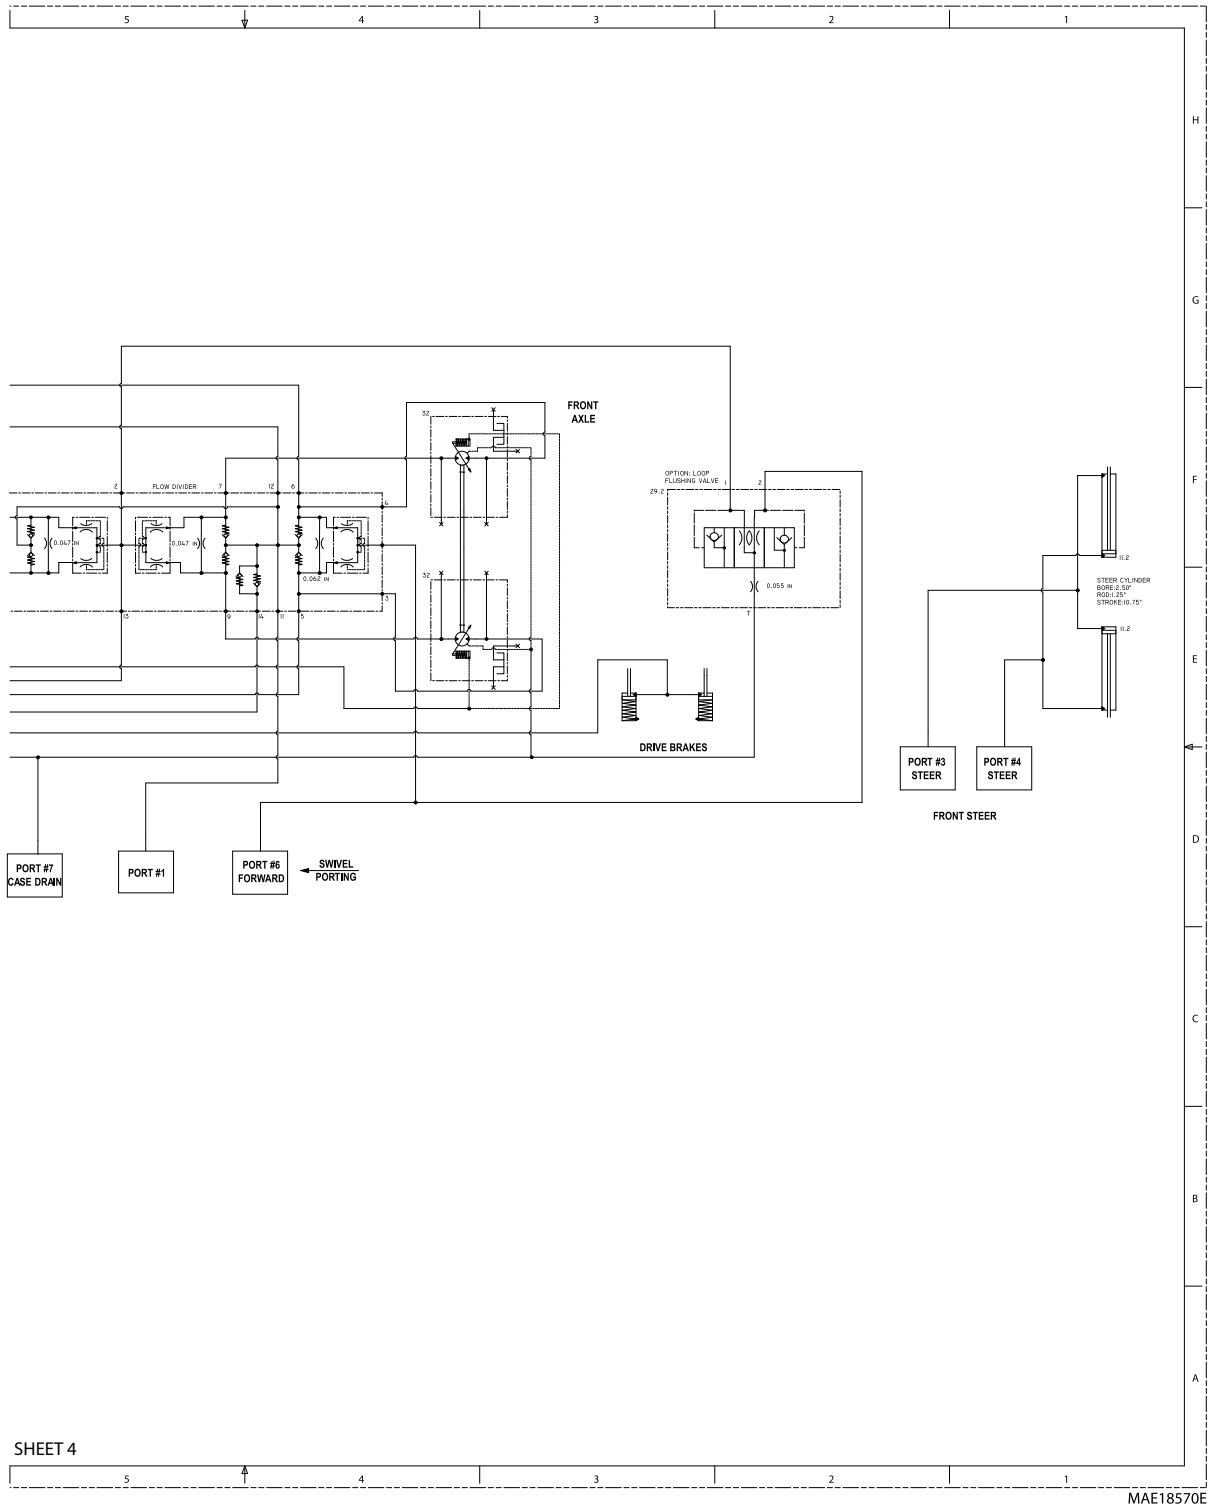 5
4
3
2
1
H
G
FRONT
AXLE
32
F
OPTION: LOOP
FLUSHING VALVE
1
2
29.2
2
FLOW DIVIDER
7
12
6
4
0.047 IN
0.047 IN
0.062 IN
0.055 IN
11.2
32
STEER CYLINDER
BORE:2.50"
ROD:1.25"
STROKE:10.75"
3
13
9
14
11
5
T
11.2
E
DRIVE BRAKES
PORT #3
STEER
PORT #4
STEER
FRONT STEER
D
PORT #7
CASE DRAIN
PORT #1
PORT #6
FORWARD
SWIVEL
PORTING
C
B
A
SHEET 4
5
4
3
2
1
MAE18570E